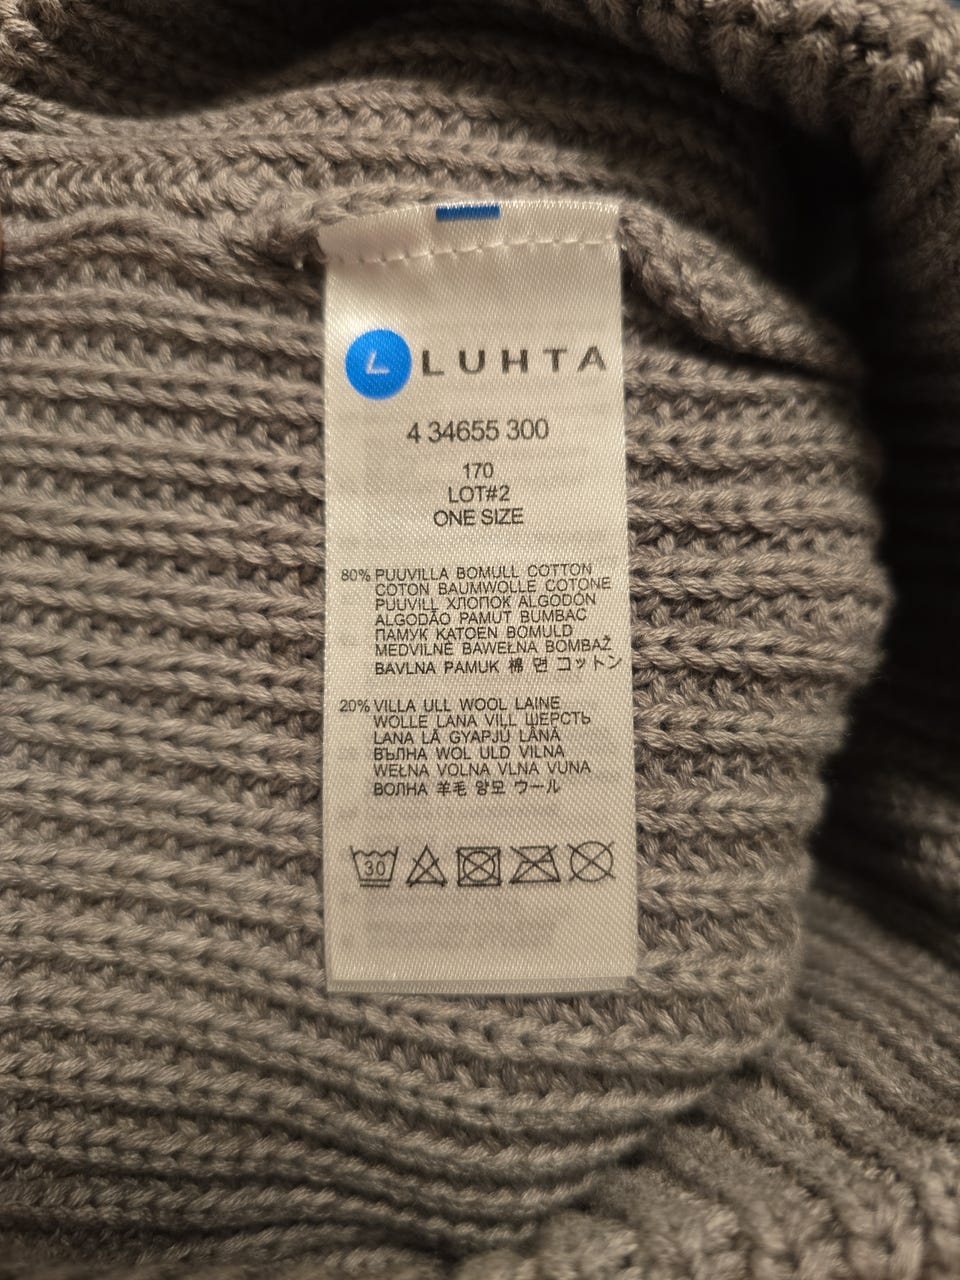 L LUHTA
4 34655 300
170
LOT#2
ONE SIZE
80% PUUVILLA BOMULL COTTON
COTON BAUMWOLLE COTONE
PUUVILL ХЛОПОК ALGODÓN
ALGODÃO PAMUT BUMBAC
ПАМУК KATOEN BOMULD
MEDVILNĖ BAWEŁNA BOMBAŽ
BAVLNA PAMUK 棉 면 コットン
20% VILLA ULL WOOL LAINE
WOLLE LANA VILL ШЕРСТЬ
LANA LÃ GYAPJÚ LÂNĂ
ВЪЛНА WOL ULD VILNA
WEŁNA VOLNA VLNA VUNA
ВОЛНА 羊毛 양모 ウール
30